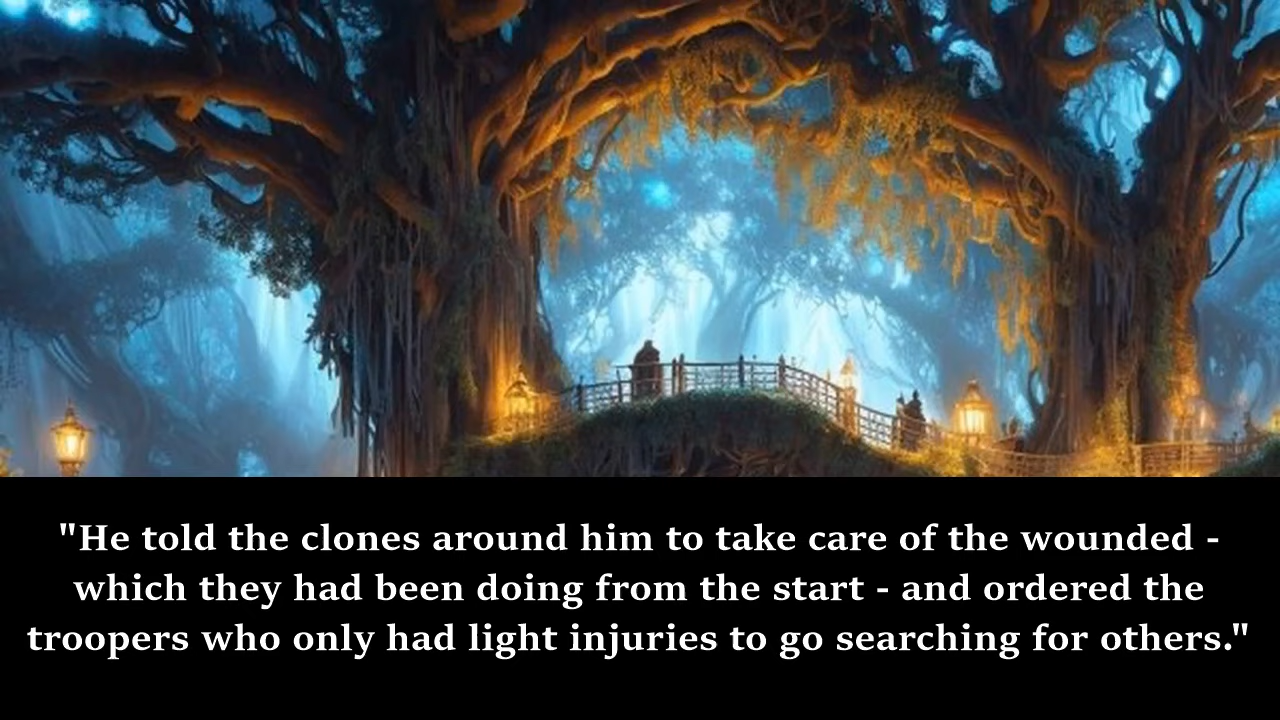 "He told the clones around him to take care of the wounded -
which they had been doing from the start - and ordered the
troopers who only had light injuries to go searching for others."